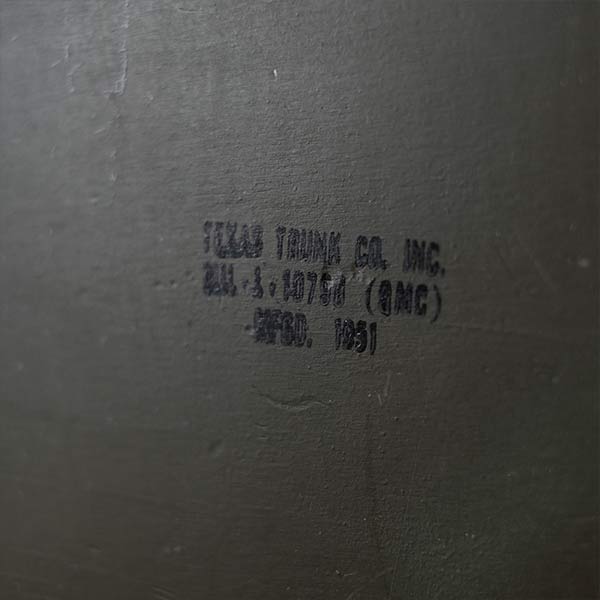 TEXAS TRUNK CO. INC.
(QMC)
MFGD. 1951